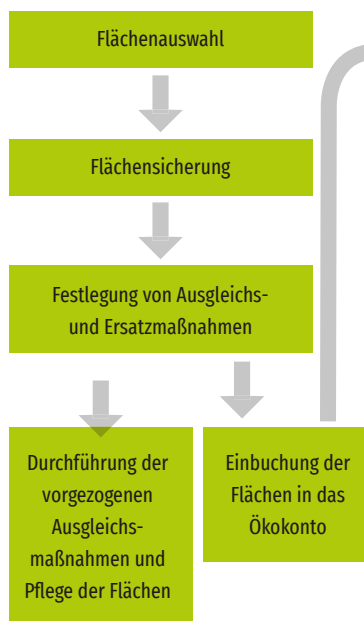 Flächenauswahl
Flächensicherung
Festlegung von Ausgleichs-
und Ersatzmaßnahmen
Durchführung der
vorgezogenen
Ausgleichs-
maßnahmen und
Pflege der Flächen
Einbuchung der
Flächen in das
Ökokonto